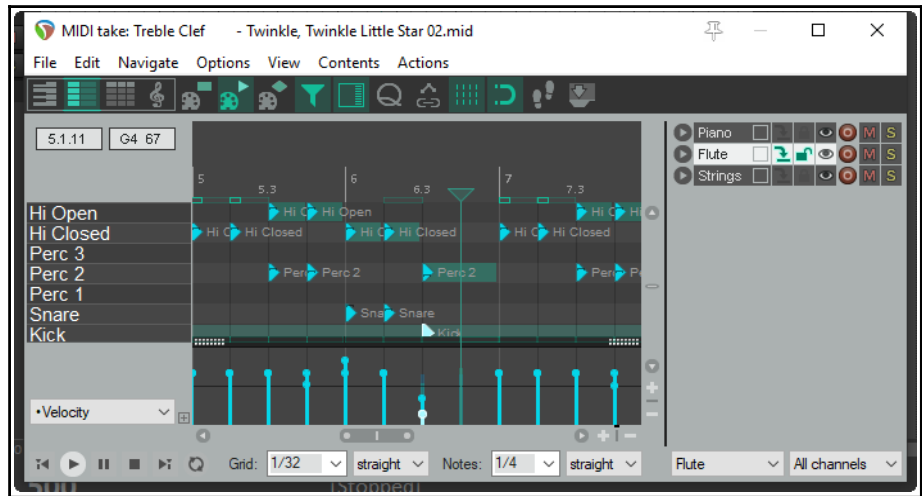 MIDI take: Treble Clef - Twinkle, Twinkle Little Star 02.mid
File Edit Navigate Options View Contents Actions
5.1.11 G4 67
Piano M S
Flute M S
Strings M S
5 5.3 6 6.3 7 7.3
Hi Open
Hi Open
Hi
Hi Closed
Hi Closed
Hi Closed
Hi Closed
Perc 3
Perc 2
Perc 2
Perc 2
Perc 1
Snare
Snare
Kick
Kick
•Velocity
Grid: 1/32 straight Notes: 1/4 straight Flute All channels
[Stopped]